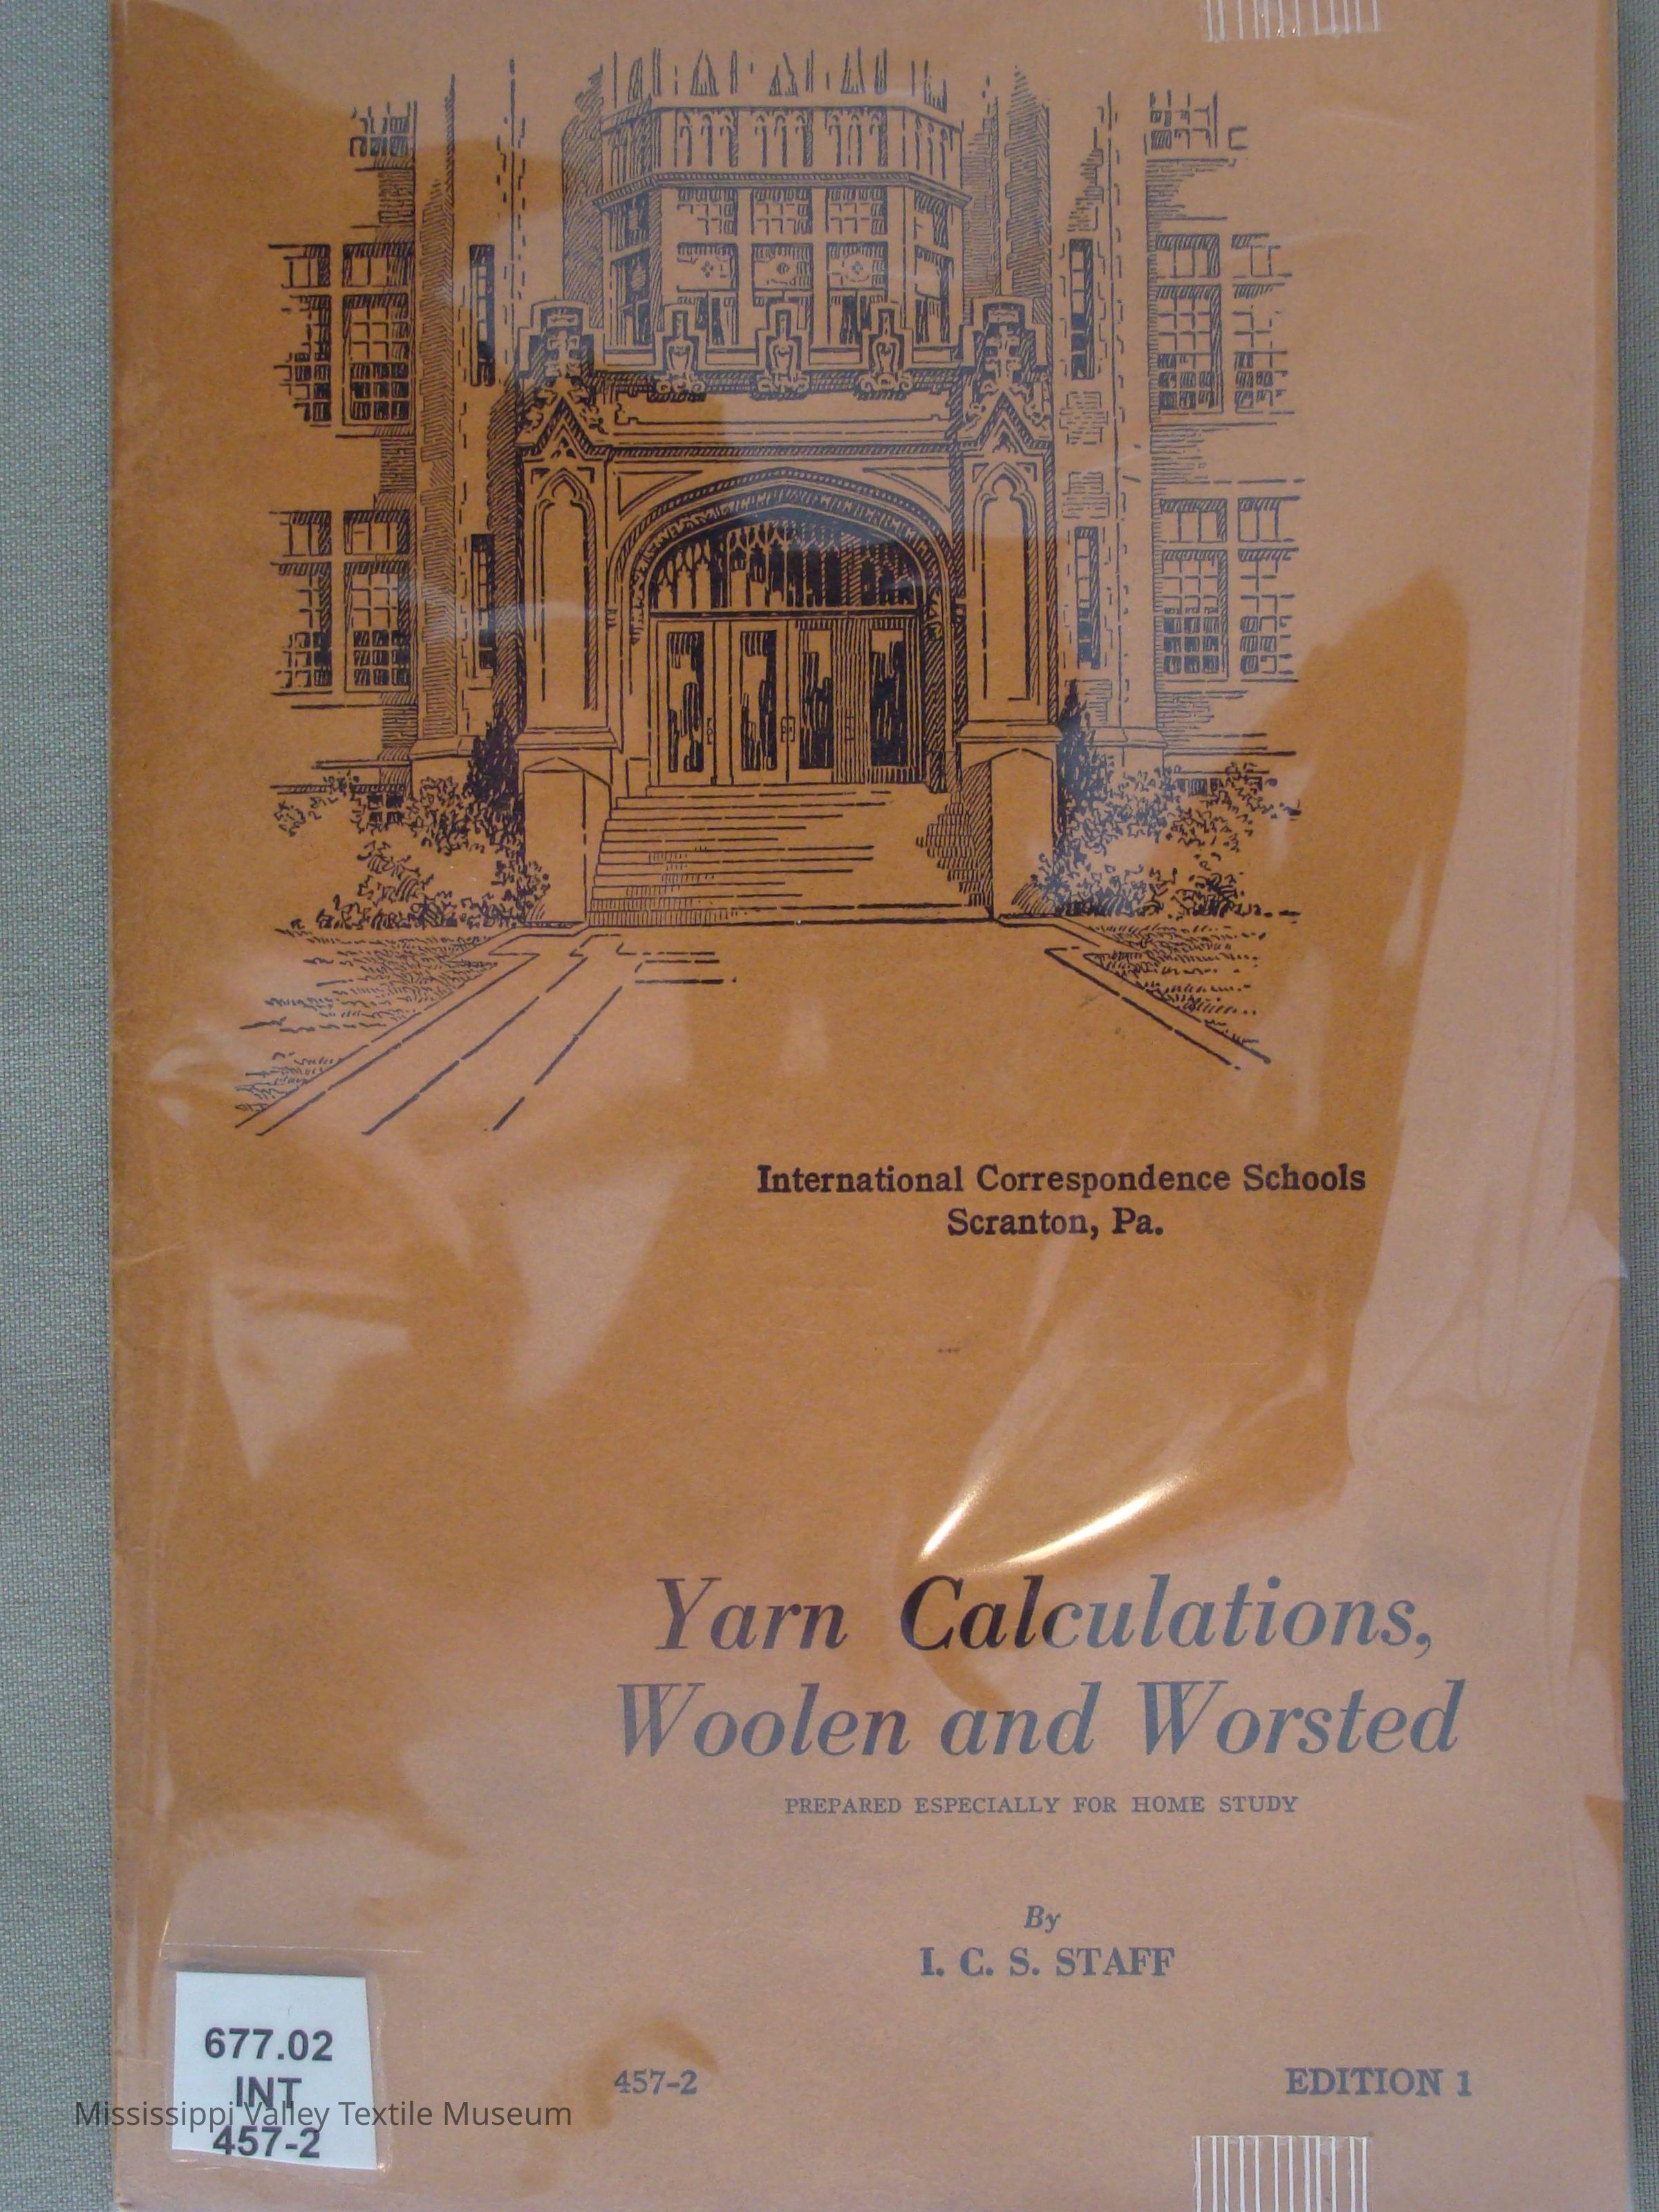 International Correspondence Schools
Scranton, Pa.
Yarn Calculations,
Woolen and Worsted
PREPARED ESPECIALLY FOR HOME STUDY
By
I. C. S. STAFF
457-2 EDITION 1
677.02
INT
457-2
Mississippi Valley Textile Museum